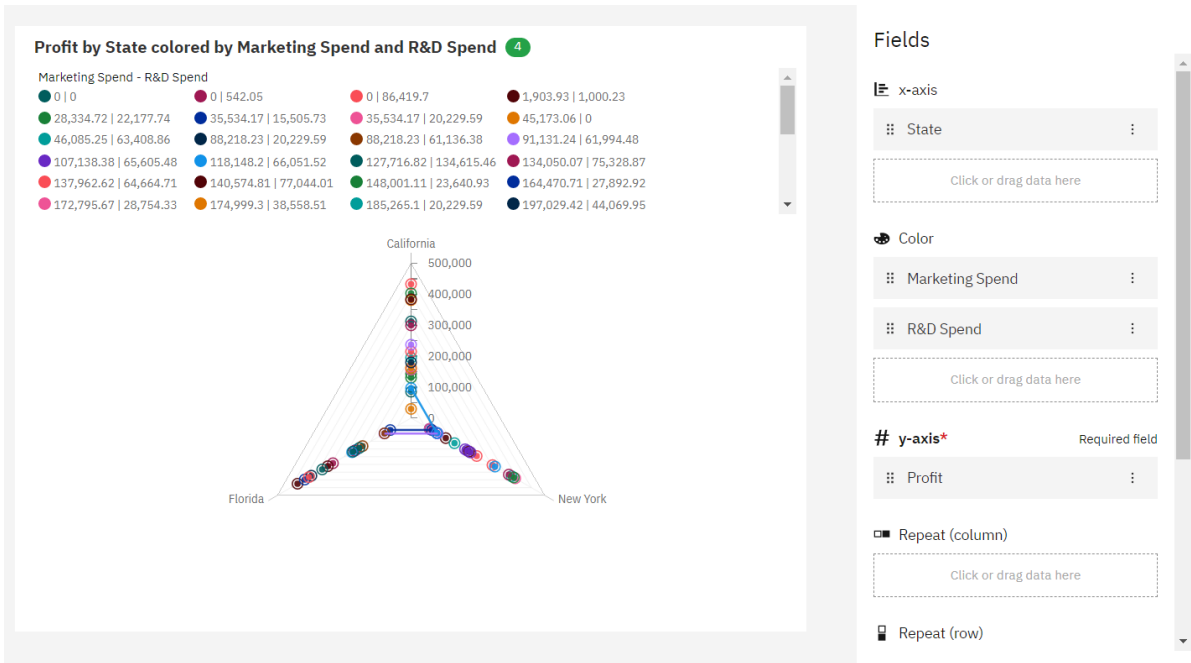 Profit by State colored by Marketing Spend and R&D Spend 4
Marketing Spend - R&D Spend
0 | 0 0 | 542.05 0 | 86,419.7 1,903.93 | 1,000.23
28,334.72 | 22,177.74 35,534.17 | 15,505.73 35,534.17 | 20,229.59 45,173.06 | 0
46,085.25 | 63,408.86 88,218.23 | 20,229.59 88,218.23 | 61,136.38 91,131.24 | 61,994.48
107,138.38 | 65,605.48 118,148.2 | 66,051.52 127,716.82 | 134,615.46 134,050.07 | 75,328.87
137,962.62 | 64,664.71 140,574.81 | 77,044.01 148,001.11 | 23,640.93 164,470.71 | 27,892.92
172,795.67 | 28,754.33 174,999.3 | 38,558.51 185,265.1 | 20,229.59 197,029.42 | 44,069.95
California
500,000
400,000
300,000
200,000
100,000
0
Florida
New York
Fields
x-axis
State
Click or drag data here
Color
Marketing Spend
R&D Spend
Click or drag data here
# y-axis* Required field
Profit
Repeat (column)
Click or drag data here
Repeat (row)